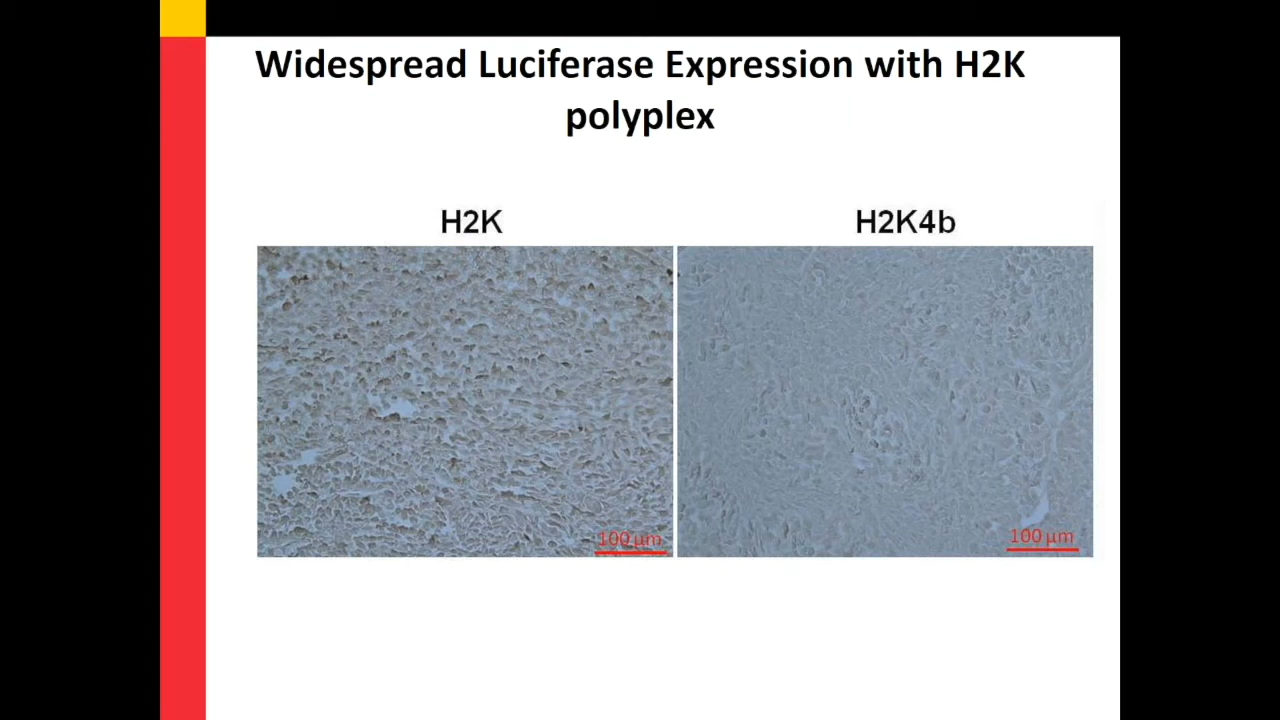 Widespread Luciferase Expression with H2K
polyplex
H2K
H2K4b
100 µm
100 µm